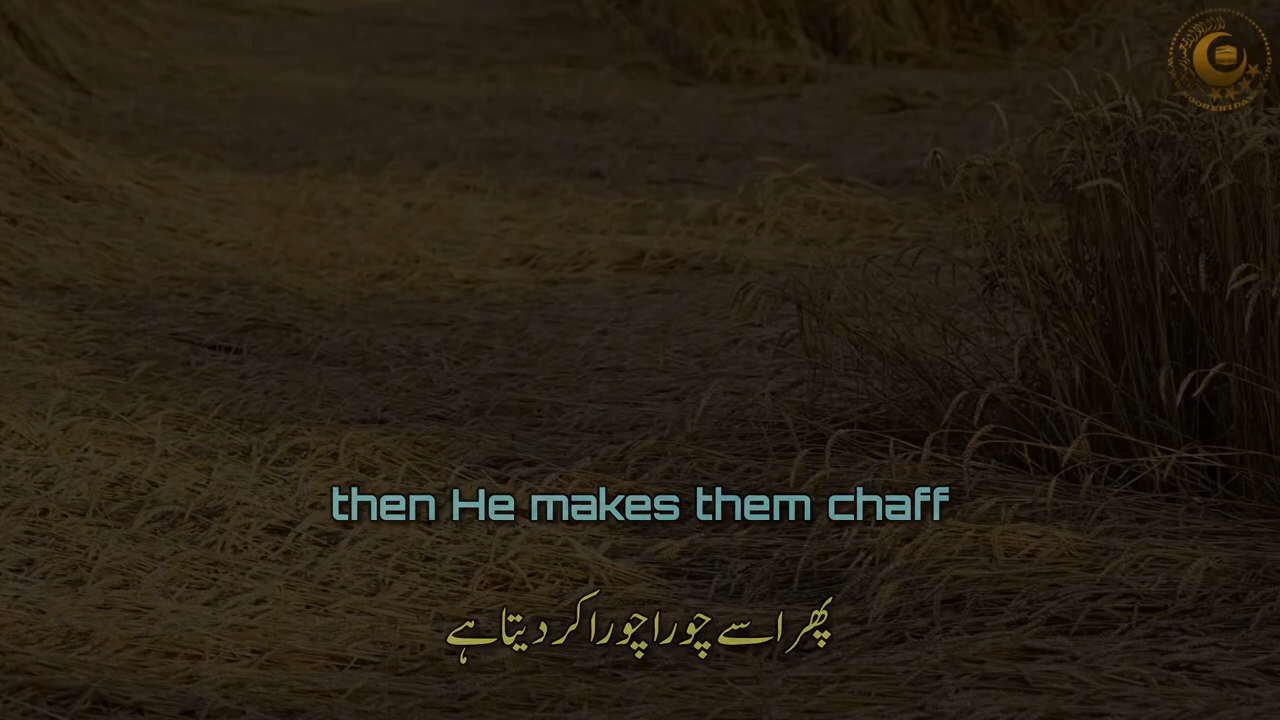 then He makes them chaff
پھر اسے چورا چورا کر دیتا ہے